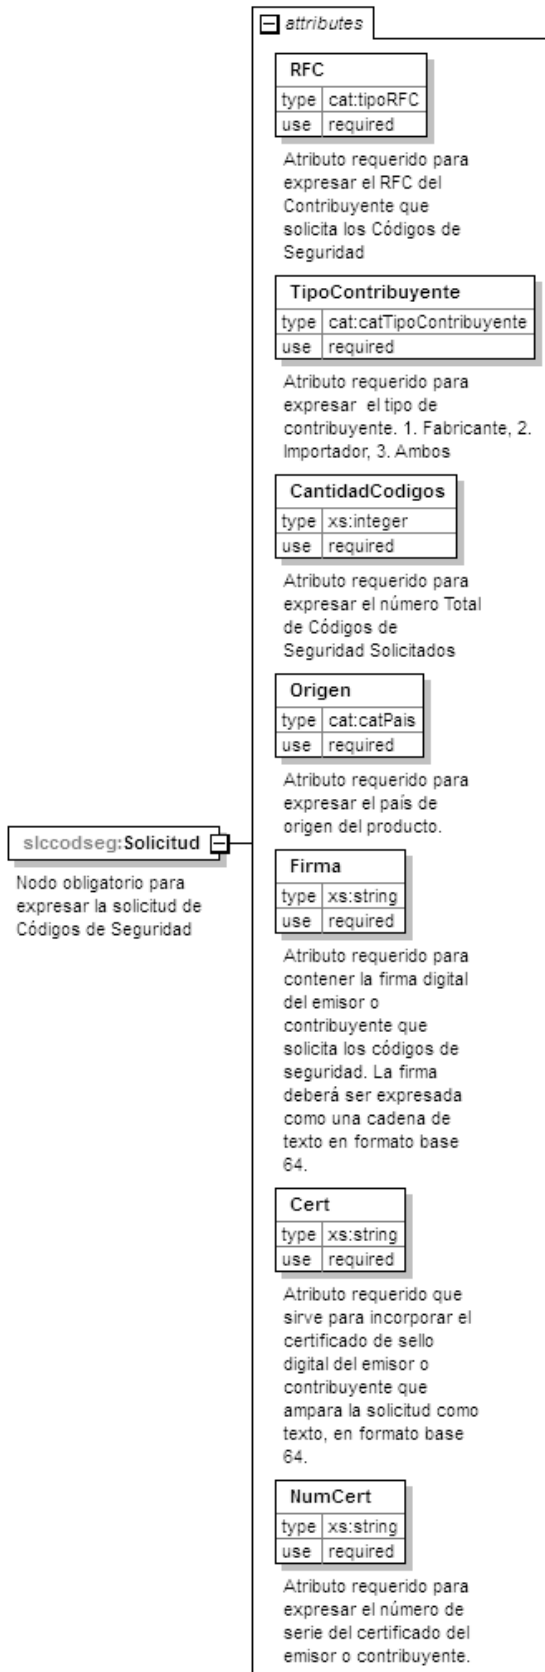 attributes
RFC
type cat:tipoRFC
use required
Atributo requerido para
expresar el RFC del
Contribuyente que
solicita los Códigos de
Seguridad
TipoContribuyente
type cat:catTipoContribuyente
use required
Atributo requerido para
expresar el tipo de
contribuyente. 1. Fabricante, 2.
Importador, 3. Ambos
CantidadCodigos
type xs:integer
use required
Atributo requerido para
expresar el número Total
de Códigos de
Seguridad Solicitados
Origen
type cat:catPais
use required
Atributo requerido para
expresar el país de
origen del producto.
slccodseg:Solicitud
Nodo obligatorio para
expresar la solicitud de
Códigos de Seguridad
Firma
type xs:string
use required
Atributo requerido para
contener la firma digital
del emisor o
contribuyente que
solicita los códigos de
seguridad. La firma
deberá ser expresada
como una cadena de
texto en formato base
64.
Cert
type xs:string
use required
Atributo requerido que
sirve para incorporar el
certificado de sello
digital del emisor o
contribuyente que
ampara la solicitud como
texto, en formato base
64.
NumCert
type xs:string
use required
Atributo requerido para
expresar el número de
serie del certificado del
emisor o contribuyente.